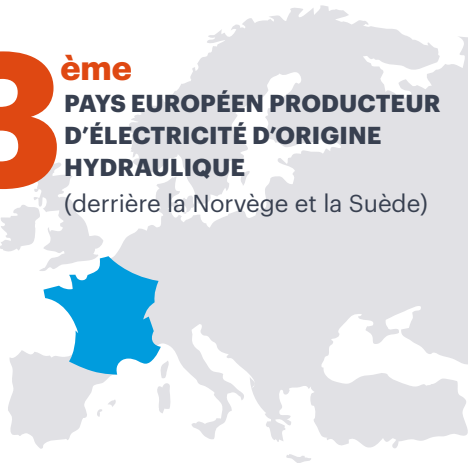 3ème
PAYS EUROPÉEN PRODUCTEUR
D'ÉLECTRICITÉ D'ORIGINE
HYDRAULIQUE
(derrière la Norvège et la Suède)